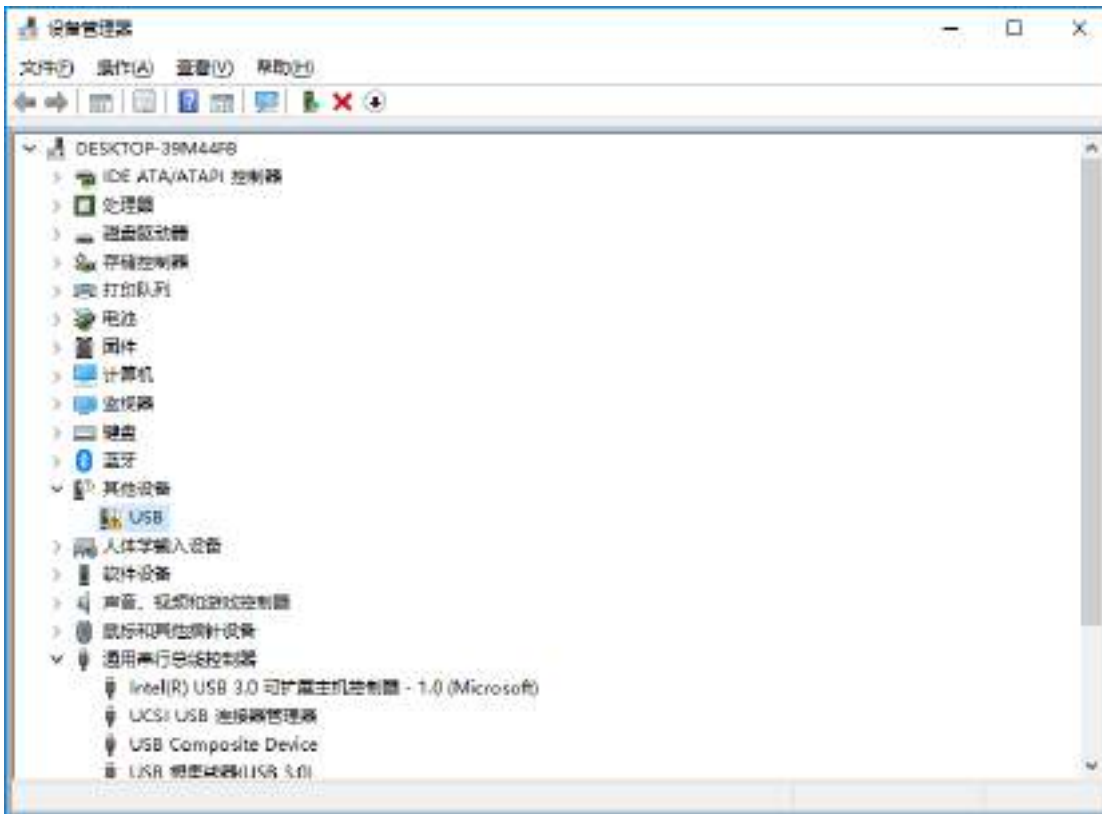 设备管理器
文件(F) 操作(A) 查看(V) 帮助(H)
DESKTOP-39M44FB
IDE ATA/ATAPI 控制器
处理器
磁盘驱动器
存储控制器
打印队列
电池
固件
计算机
监视器
键盘
蓝牙
其他设备
USB
人体学输入设备
软件设备
声音、视频和游戏控制器
鼠标和其他指针设备
通用串行总线控制器
Intel(R) USB 3.0 可扩展主机控制器 - 1.0 (Microsoft)
UCSI USB 连接器管理器
USB Composite Device
USB 根集线器(USB 3.0)